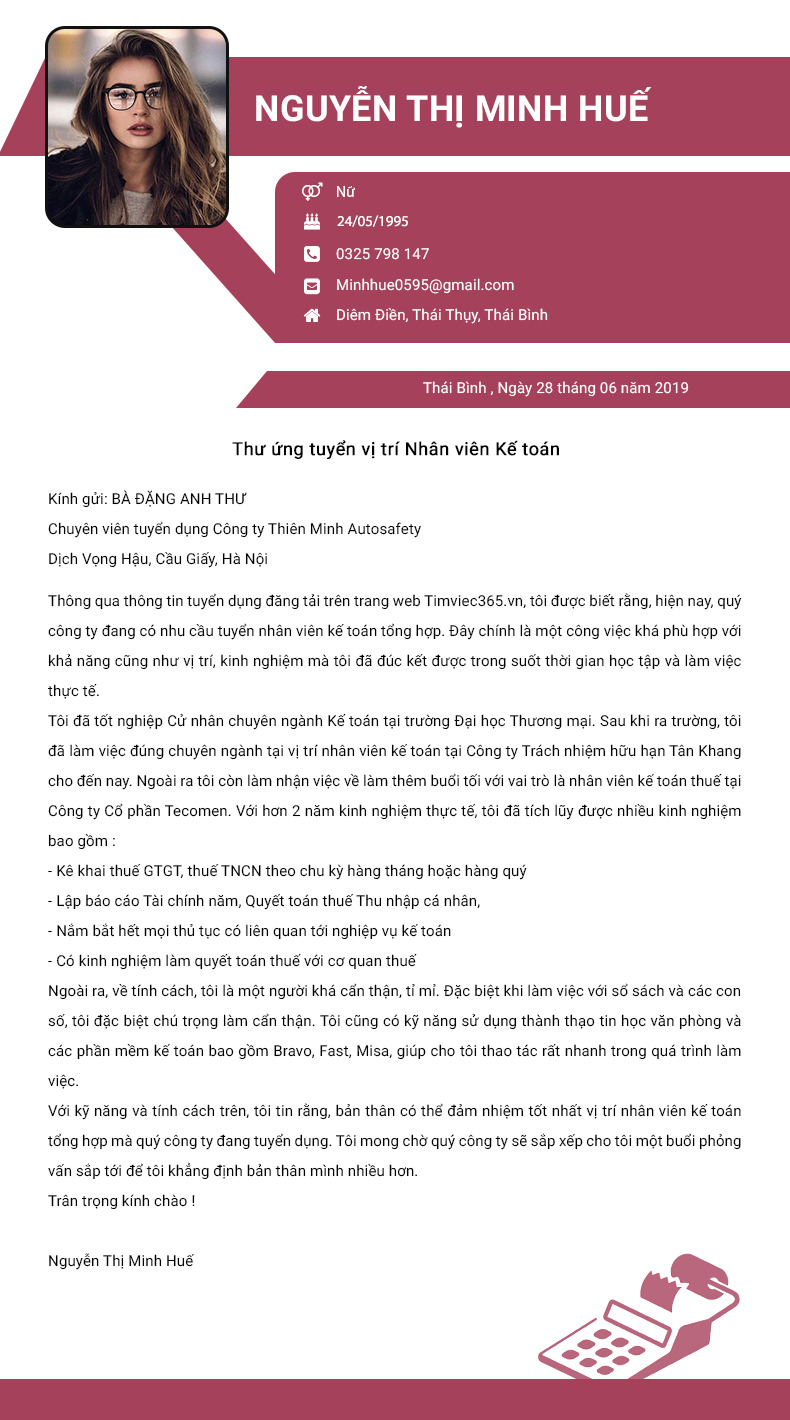 NGUYỄN THỊ MINH HUẾ
Nữ
24/05/1995
0325 798 147
Minhhue0595@gmail.com
Diêm Điền, Thái Thụy, Thái Bình
Thái Bình , Ngày 28 tháng 06 năm 2019
Thư ứng tuyển vị trí Nhân viên Kế toán
Kính gửi: BÀ ĐẶNG ANH THƯ
Chuyên viên tuyển dụng Công ty Thiên Minh Autosafety
Dịch Vọng Hậu, Cầu Giấy, Hà Nội
Thông qua thông tin tuyển dụng đăng tải trên trang web Timviec365.vn, tôi được biết rằng, hiện nay, quý
công ty đang có nhu cầu tuyển nhân viên kế toán tổng hợp. Đây chính là một công việc khá phù hợp với
khả năng cũng như vị trí, kinh nghiệm mà tôi đã đúc kết được trong suốt thời gian học tập và làm việc
thực tế.
Tôi đã tốt nghiệp Cử nhân chuyên ngành Kế toán tại trường Đại học Thương mại. Sau khi ra trường, tôi
đã làm việc đúng chuyên ngành tại vị trí nhân viên kế toán tại Công ty Trách nhiệm hữu hạn Tân Khang
cho đến nay. Ngoài ra tôi còn làm nhận việc về làm thêm buổi tối với vai trò là nhân viên kế toán thuế tại
Công ty Cổ phần Tecomen. Với hơn 2 năm kinh nghiệm thực tế, tôi đã tích lũy được nhiều kinh nghiệm
bao gồm :
- Kê khai thuế GTGT, thuế TNCN theo chu kỳ hàng tháng hoặc hàng quý
- Lập báo cáo Tài chính năm, Quyết toán thuế Thu nhập cá nhân,
- Nắm bắt hết mọi thủ tục có liên quan tới nghiệp vụ kế toán
- Có kinh nghiệm làm quyết toán thuế với cơ quan thuế
Ngoài ra, về tính cách, tôi là một người khá cẩn thận, tỉ mỉ. Đặc biệt khi làm việc với sổ sách và các con
số, tôi đặc biệt chú trọng làm cẩn thận. Tôi cũng có kỹ năng sử dụng thành thạo tin học văn phòng và
các phần mềm kế toán bao gồm Bravo, Fast, Misa, giúp cho tôi thao tác rất nhanh trong quá trình làm
việc.
Với kỹ năng và tính cách trên, tôi tin rằng, bản thân có thể đảm nhiệm tốt nhất vị trí nhân viên kế toán
tổng hợp mà quý công ty đang tuyển dụng. Tôi mong chờ quý công ty sẽ sắp xếp cho tôi một buổi phỏng
vấn sắp tới để tôi khẳng định bản thân mình nhiều hơn.
Trân trọng kính chào !
Nguyễn Thị Minh Huế